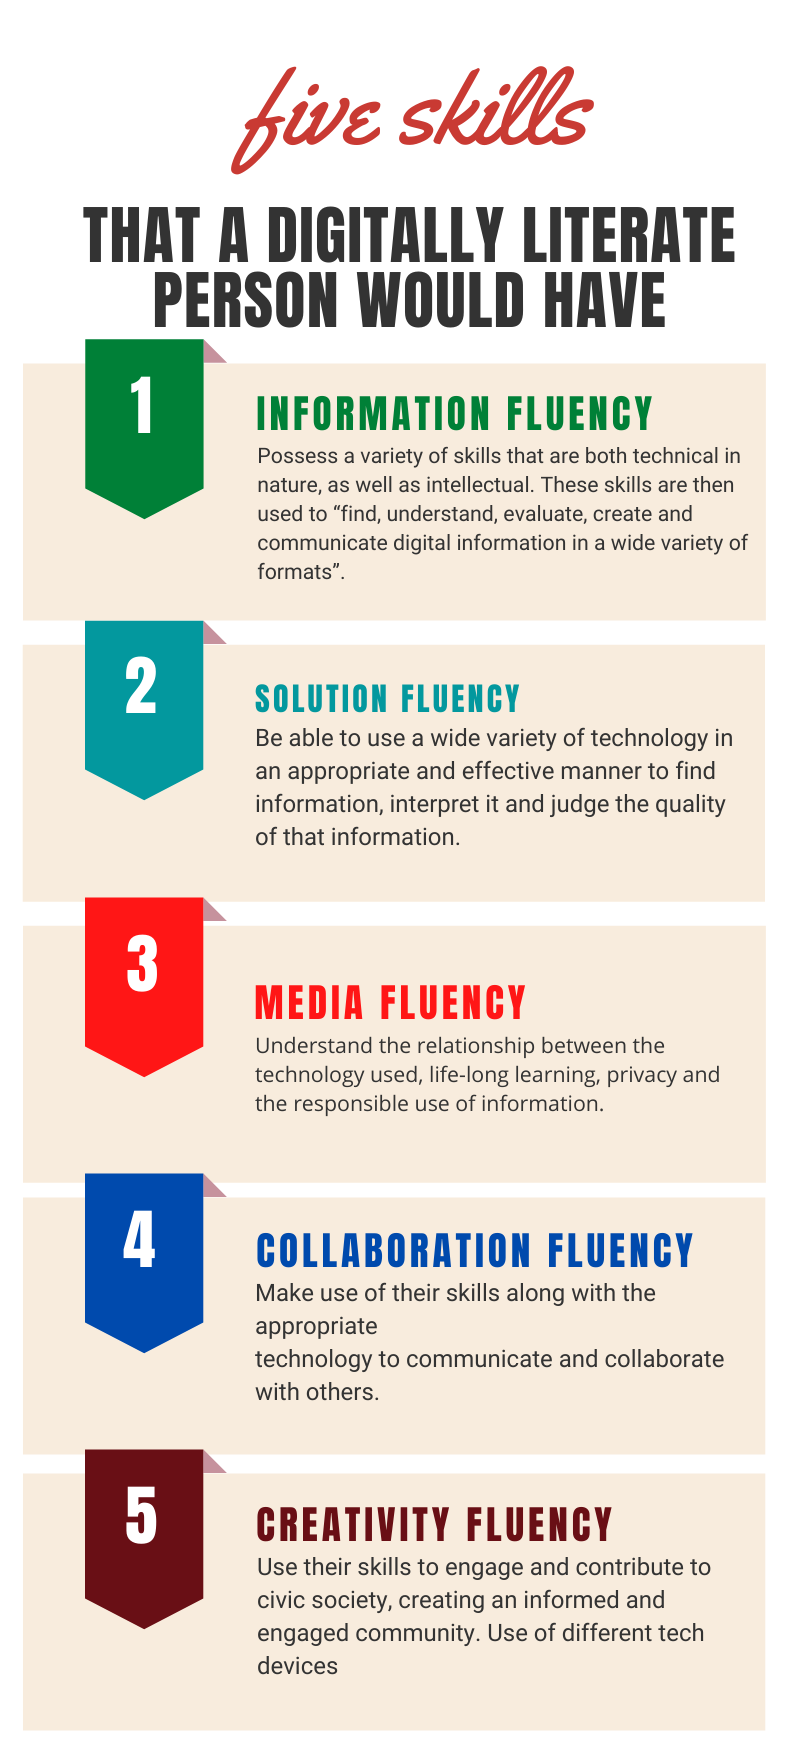 five skills
THAT A DIGITALLY LITERATE
PERSON WOULD HAVE
1
INFORMATION FLUENCY
Possess a variety of skills that are both technical in
nature, as well as intellectual. These skills are then
used to “find, understand, evaluate, create and
communicate digital information in a wide variety of
formats”.
2
SOLUTION FLUENCY
Be able to use a wide variety of technology in
an appropriate and effective manner to find
information, interpret it and judge the quality
of that information.
3
MEDIA FLUENCY
Understand the relationship between the
technology used, life-long learning, privacy and
the responsible use of information.
4
COLLABORATION FLUENCY
Make use of their skills along with the
appropriate
technology to communicate and collaborate
with others.
5
CREATIVITY FLUENCY
Use their skills to engage and contribute to
civic society, creating an informed and
engaged community. Use of different tech
devices